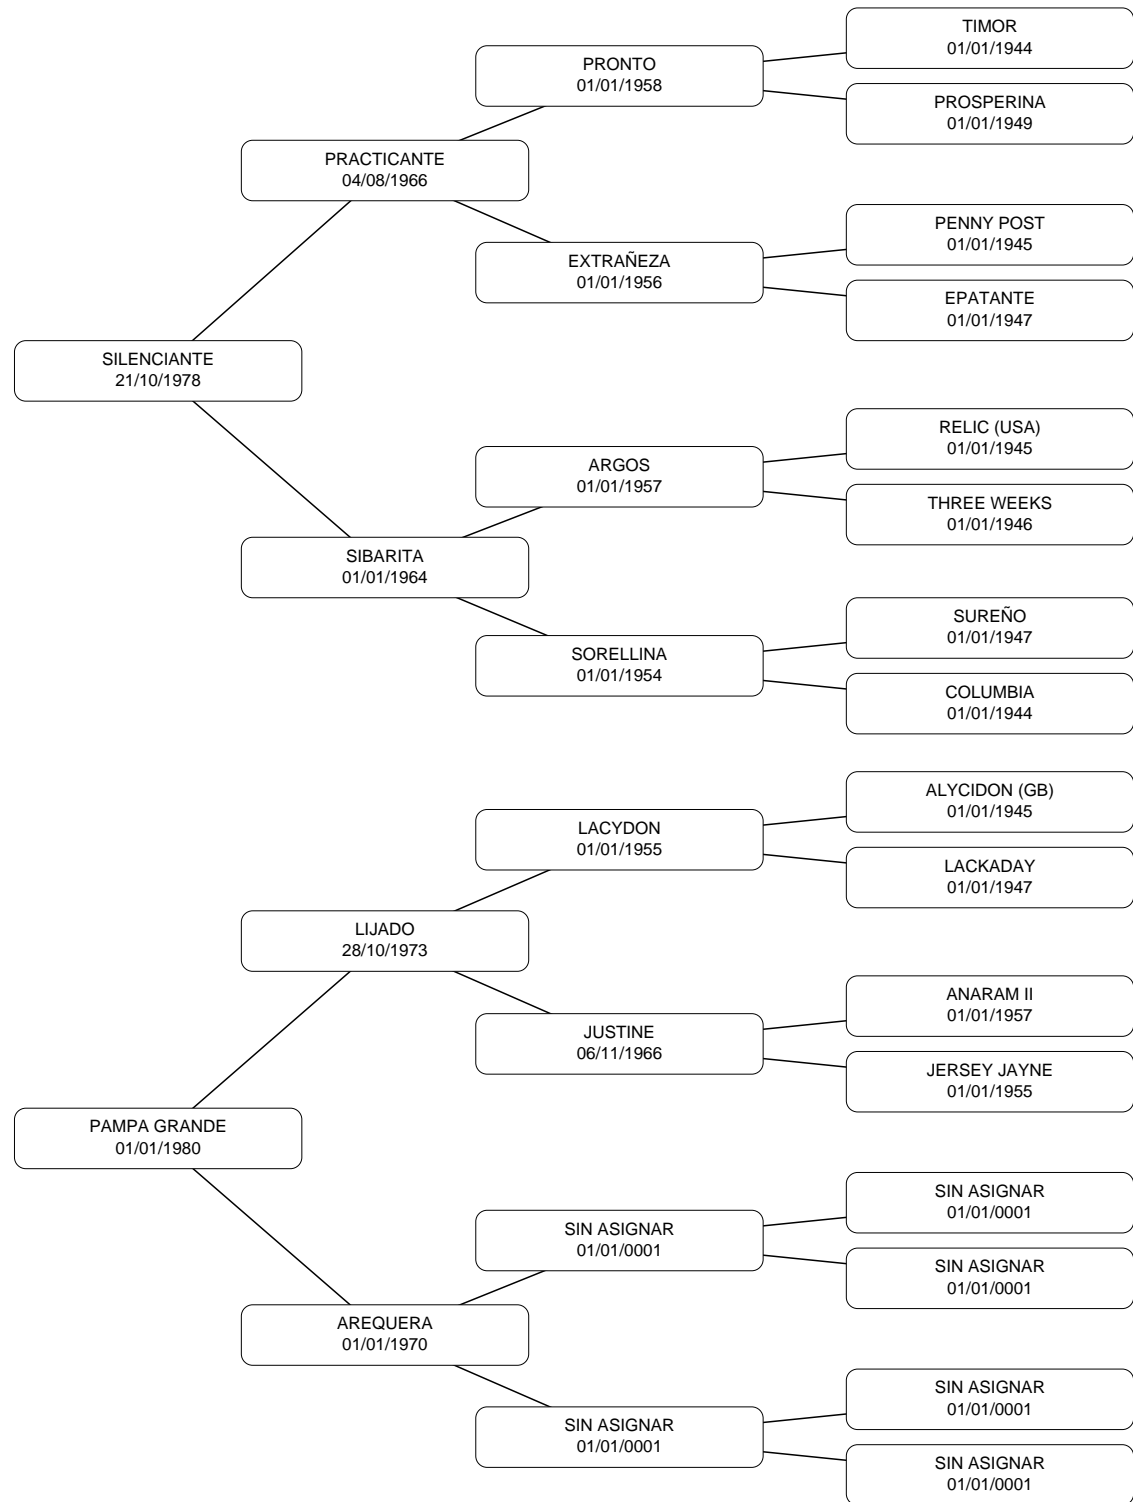 TIMOR
01/01/1944
PRONTO
01/01/1958
PROSPERINA
01/01/1949
PRACTICANTE
04/08/1966
PENNY POST
01/01/1945
EXTRAÑEZA
01/01/1956
EPATANTE
01/01/1947
SILENCIANTE
21/10/1978
RELIC (USA)
01/01/1945
ARGOS
01/01/1957
THREE WEEKS
01/01/1946
SIBARITA
01/01/1964
SUREÑO
01/01/1947
SORELLINA
01/01/1954
COLUMBIA
01/01/1944
ALYCIDON (GB)
01/01/1945
LACYDON
01/01/1955
LACKADAY
01/01/1947
LIJADO
28/10/1973
ANARAM II
01/01/1957
JUSTINE
06/11/1966
JERSEY JAYNE
01/01/1955
PAMPA GRANDE
01/01/1980
SIN ASIGNAR
01/01/0001
SIN ASIGNAR
01/01/0001
SIN ASIGNAR
01/01/0001
AREQUERA
01/01/1970
SIN ASIGNAR
01/01/0001
SIN ASIGNAR
01/01/0001
SIN ASIGNAR
01/01/0001